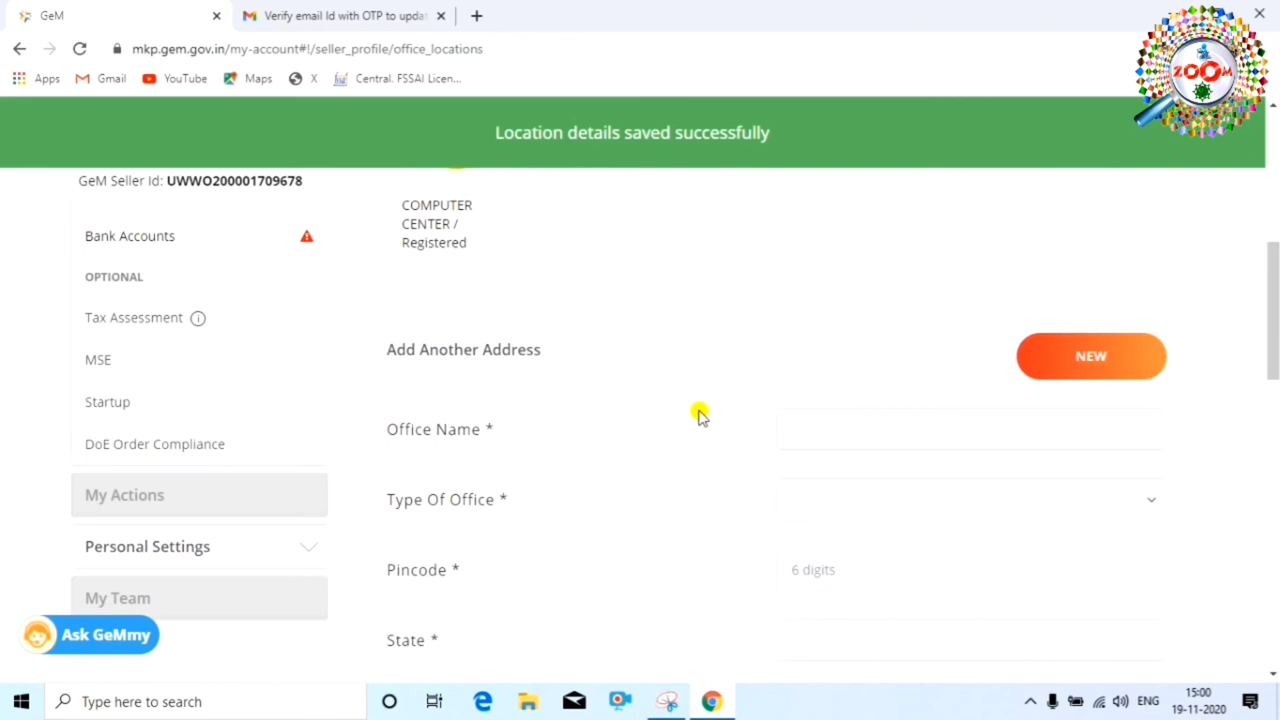 GeM
Verify email Id with OTP to updat
mkp.gem.gov.in/my-account#!/seller_profile/office_locations
Apps
Gmail
YouTube
Maps
X
Central. FSSAI Licen...
ZOOM
Location details saved successfully
GeM Seller Id: UWWO200001709678
COMPUTER
CENTER /
Registered
Bank Accounts
OPTIONAL
Tax Assessment
MSE
Startup
DoE Order Compliance
My Actions
Personal Settings
My Team
Ask GeMmy
Add Another Address
NEW
Office Name *
Type Of Office *
Pincode *
6 digits
State *
Type here to search
ENG
15:00
19-11-2020